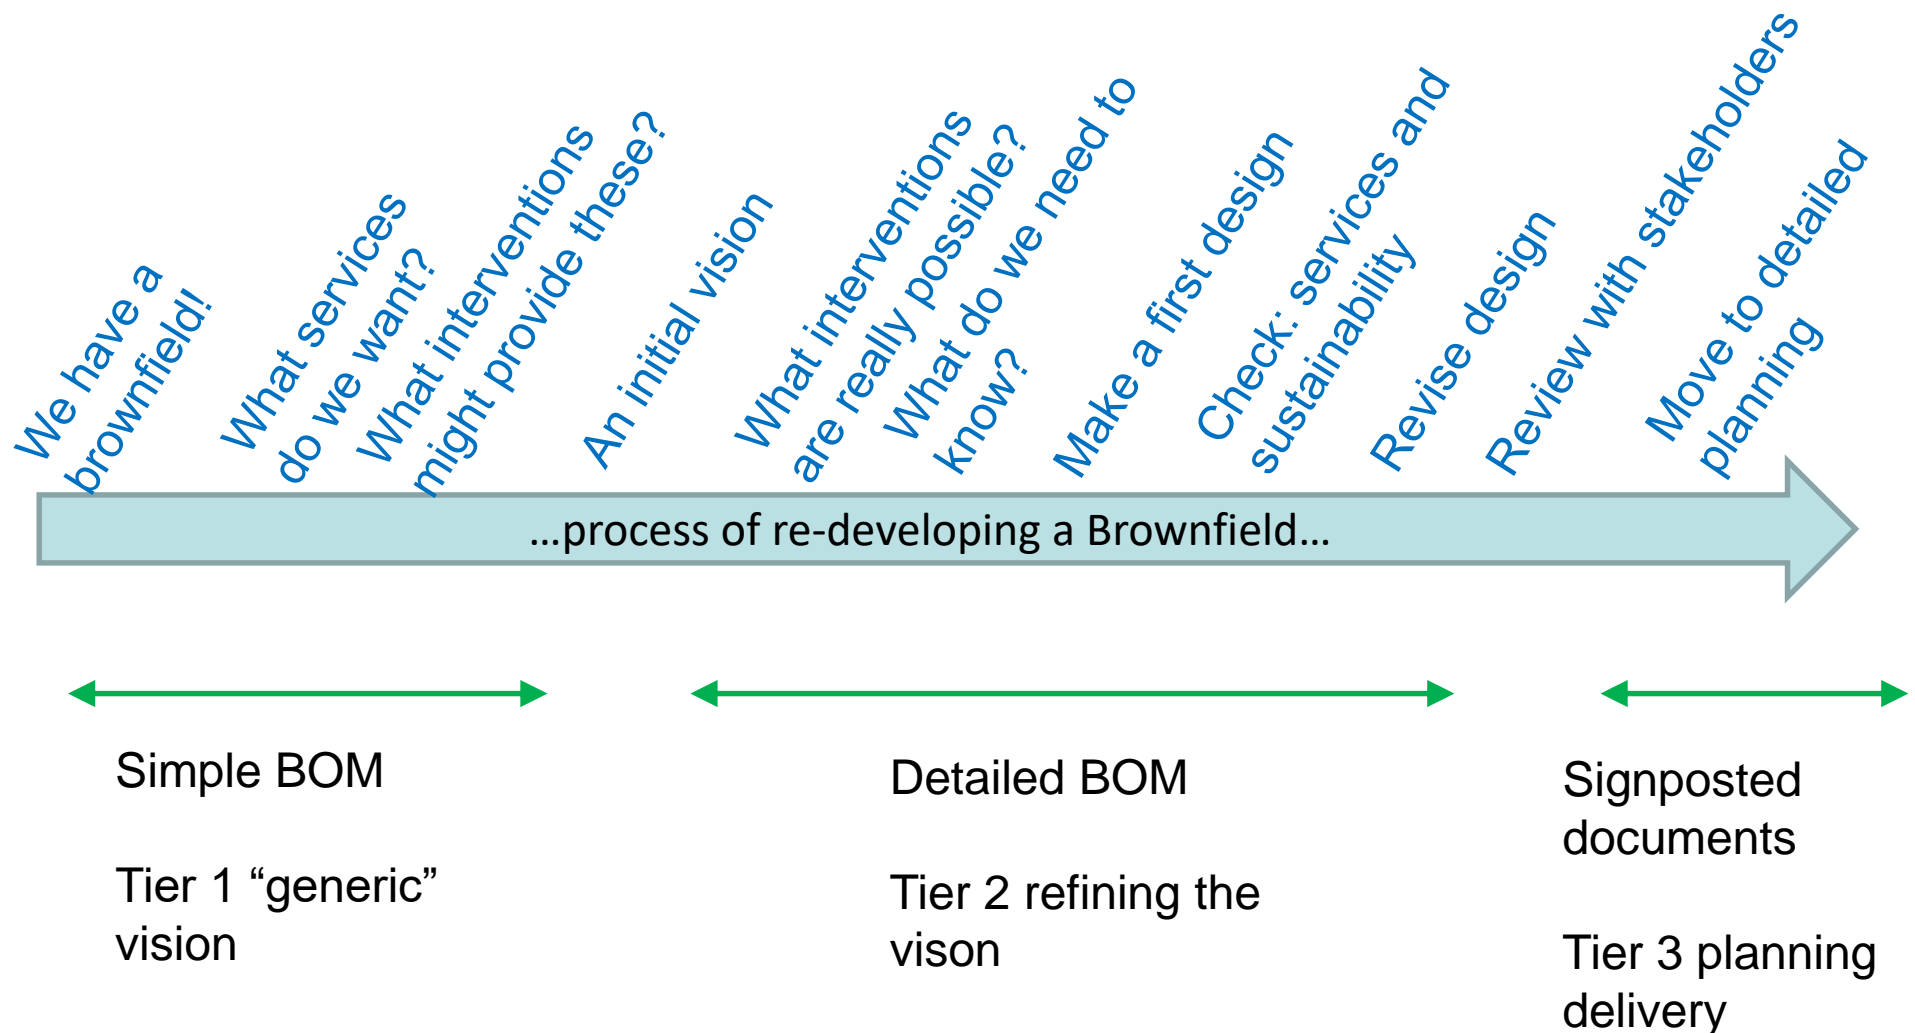 We have a
brownfield!
What services
do we want?
What interventions
might provide these?
An initial vision
What interventions
are really possible?
What do we need to
know?
Make a first design
Check: services and
sustainability
Revise design
Review with stakeholders
Move to detailed
planning
...process of re-developing a Brownfield...
Simple BOM
Tier 1 “generic”
vision
Detailed BOM
Tier 2 refining the
vison
Signposted
documents
Tier 3 planning
delivery